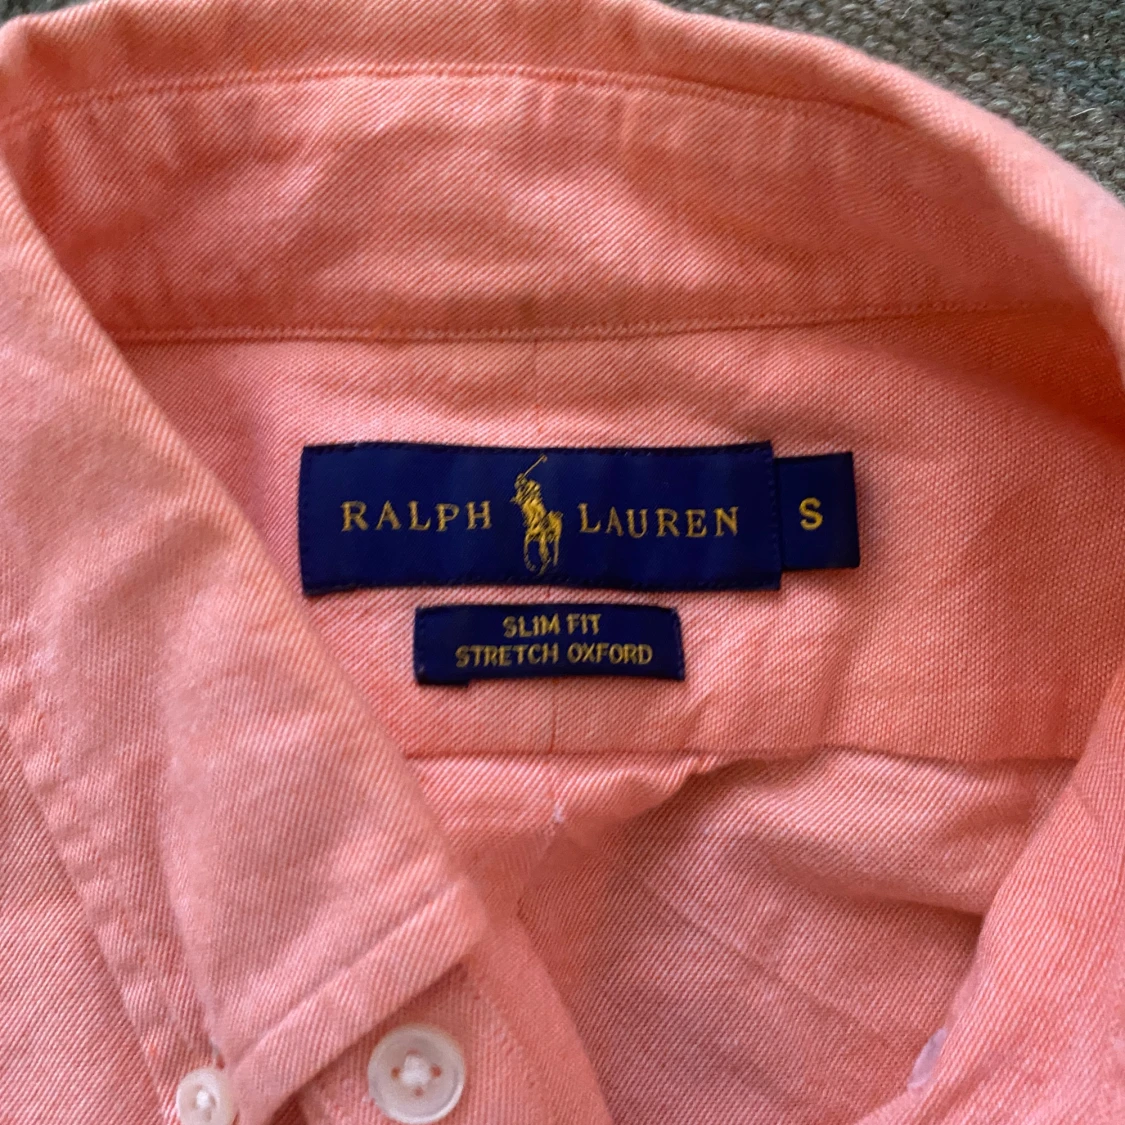 RALPH LAUREN S
SLIM FIT
STRETCH OXFORD